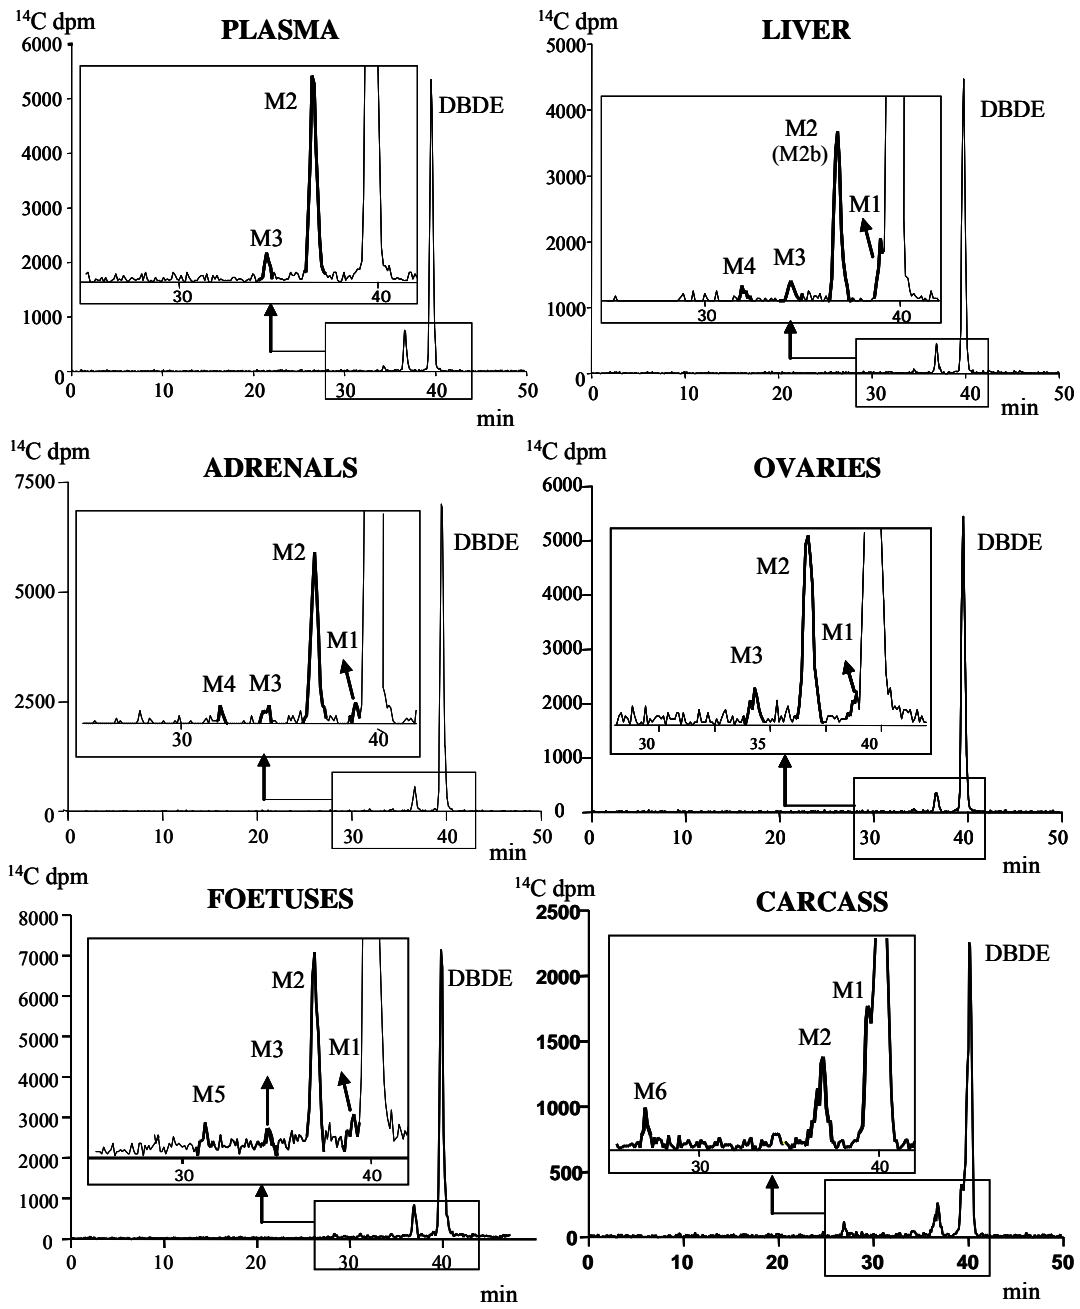 ¹⁴C dpm
PLASMA
6000
5000
4000
3000
2000
1000
0
M2
M3
DBDE
30
40
0
10
20
30
40
50
min
¹⁴C dpm
LIVER
5000
4000
3000
2000
1000
0
M2
(M2b)
M1
M3
M4
DBDE
30
40
0
10
20
30
40
50
min
¹⁴C dpm
ADRENALS
7500
5000
2500
0
M2
M1
M4
M3
DBDE
30
40
0
10
20
30
40
50
min
¹⁴C dpm
OVARIES
6000
5000
4000
3000
2000
1000
0
M2
M1
M3
DBDE
30
35
40
0
10
20
30
40
50
min
¹⁴C dpm
FOETUSES
8000
7000
6000
5000
4000
3000
2000
1000
0
M2
M3
M1
M5
DBDE
30
40
0
10
20
30
40
min
¹⁴C dpm
CARCASS
2500
2000
1500
1000
500
0
M1
M2
M6
DBDE
30
40
0
10
20
30
40
50
min